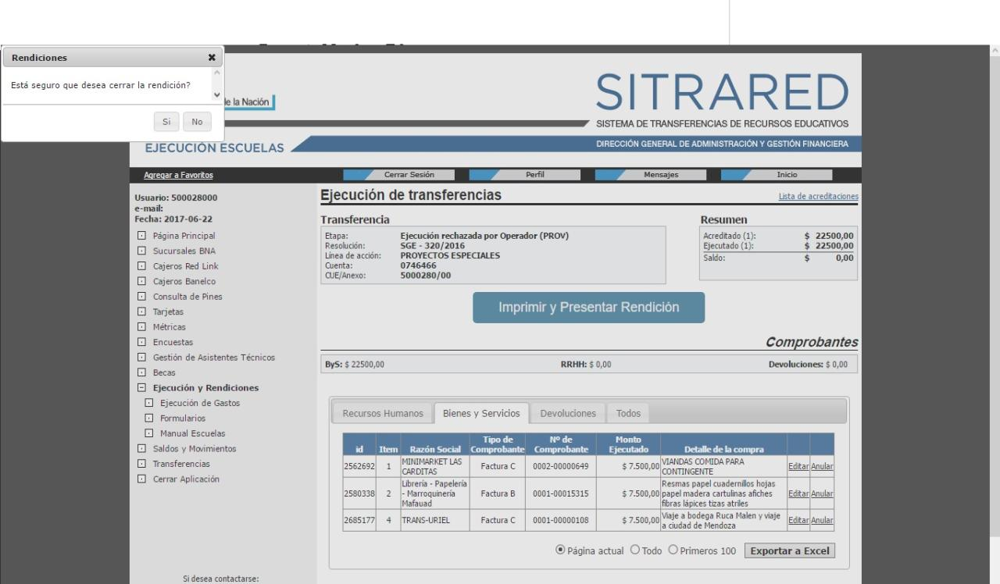 Rendiciones
Está seguro que desea cerrar la rendición?
Si No
de la Nación
SITRARED
SISTEMA DE TRANSFERENCIAS DE RECURSOS EDUCATIVOS
EJECUCIÓN ESCUELAS
DIRECCIÓN GENERAL DE ADMINISTRACIÓN Y GESTIÓN FINANCIERA
Agregar a Favoritos Cerrar Sesión Perfil Mensajes Inicio
Usuario: 500028000
e-mail:
Fecha: 2017-06-22
Página Principal
Sucursales BNA
Cajeros Red Link
Cajeros Banelco
Consulta de Pines
Tarjetas
Métricas
Encuestas
Gestión de Asistentes Técnicos
Becas
Ejecución y Rendiciones
Ejecución de Gastos
Formularios
Manual Escuelas
Saldos y Movimientos
Transferencias
Cerrar Aplicación
Si desea contactarse:
Ejecución de transferencias
Lista de acreditaciones
Transferencia
Etapa: Ejecución rechazada por Operador (PROV)
Resolución: SGE - 320/2016
Línea de acción: PROYECTOS ESPECIALES
Cuenta: 0746466
CUE/Anexo: 5000280/00
Resumen
Acreditado (1): $ 22500,00
Ejecutado (1): $ 22500,00
Saldo: $ 0,00
Imprimir y Presentar Rendición
Comprobantes
ByS: $ 22500,00 RRHH: $ 0,00 Devoluciones: $ 0,00
Recursos Humanos Bienes y Servicios Devoluciones Todos
id Item Razón Social Tipo de Comprobante Nº de Comprobante Monto Ejecutado Detalle de la compra
2562692 1 MINIMARKET LAS CARDITAS Factura C 0002-00000649 $ 7.500,00 VIANDAS COMIDA PARA CONTINGENTE Editar Anular
2580338 2 Librería - Papelería - Marroquinería Mafauad Factura B 0001-00015315 $ 7.500,00 Resmas papel cuadernillos hojas papel madera cartulinas afiches fibras lápices tizas atriles Editar Anular
2685177 4 TRANS-URIEL Factura C 0001-00000108 $ 7.500,00 Viaje a bodega Ruca Malen y viaje a ciudad de Mendoza Editar Anular
Página actual Todo Primeros 100 Exportar a Excel